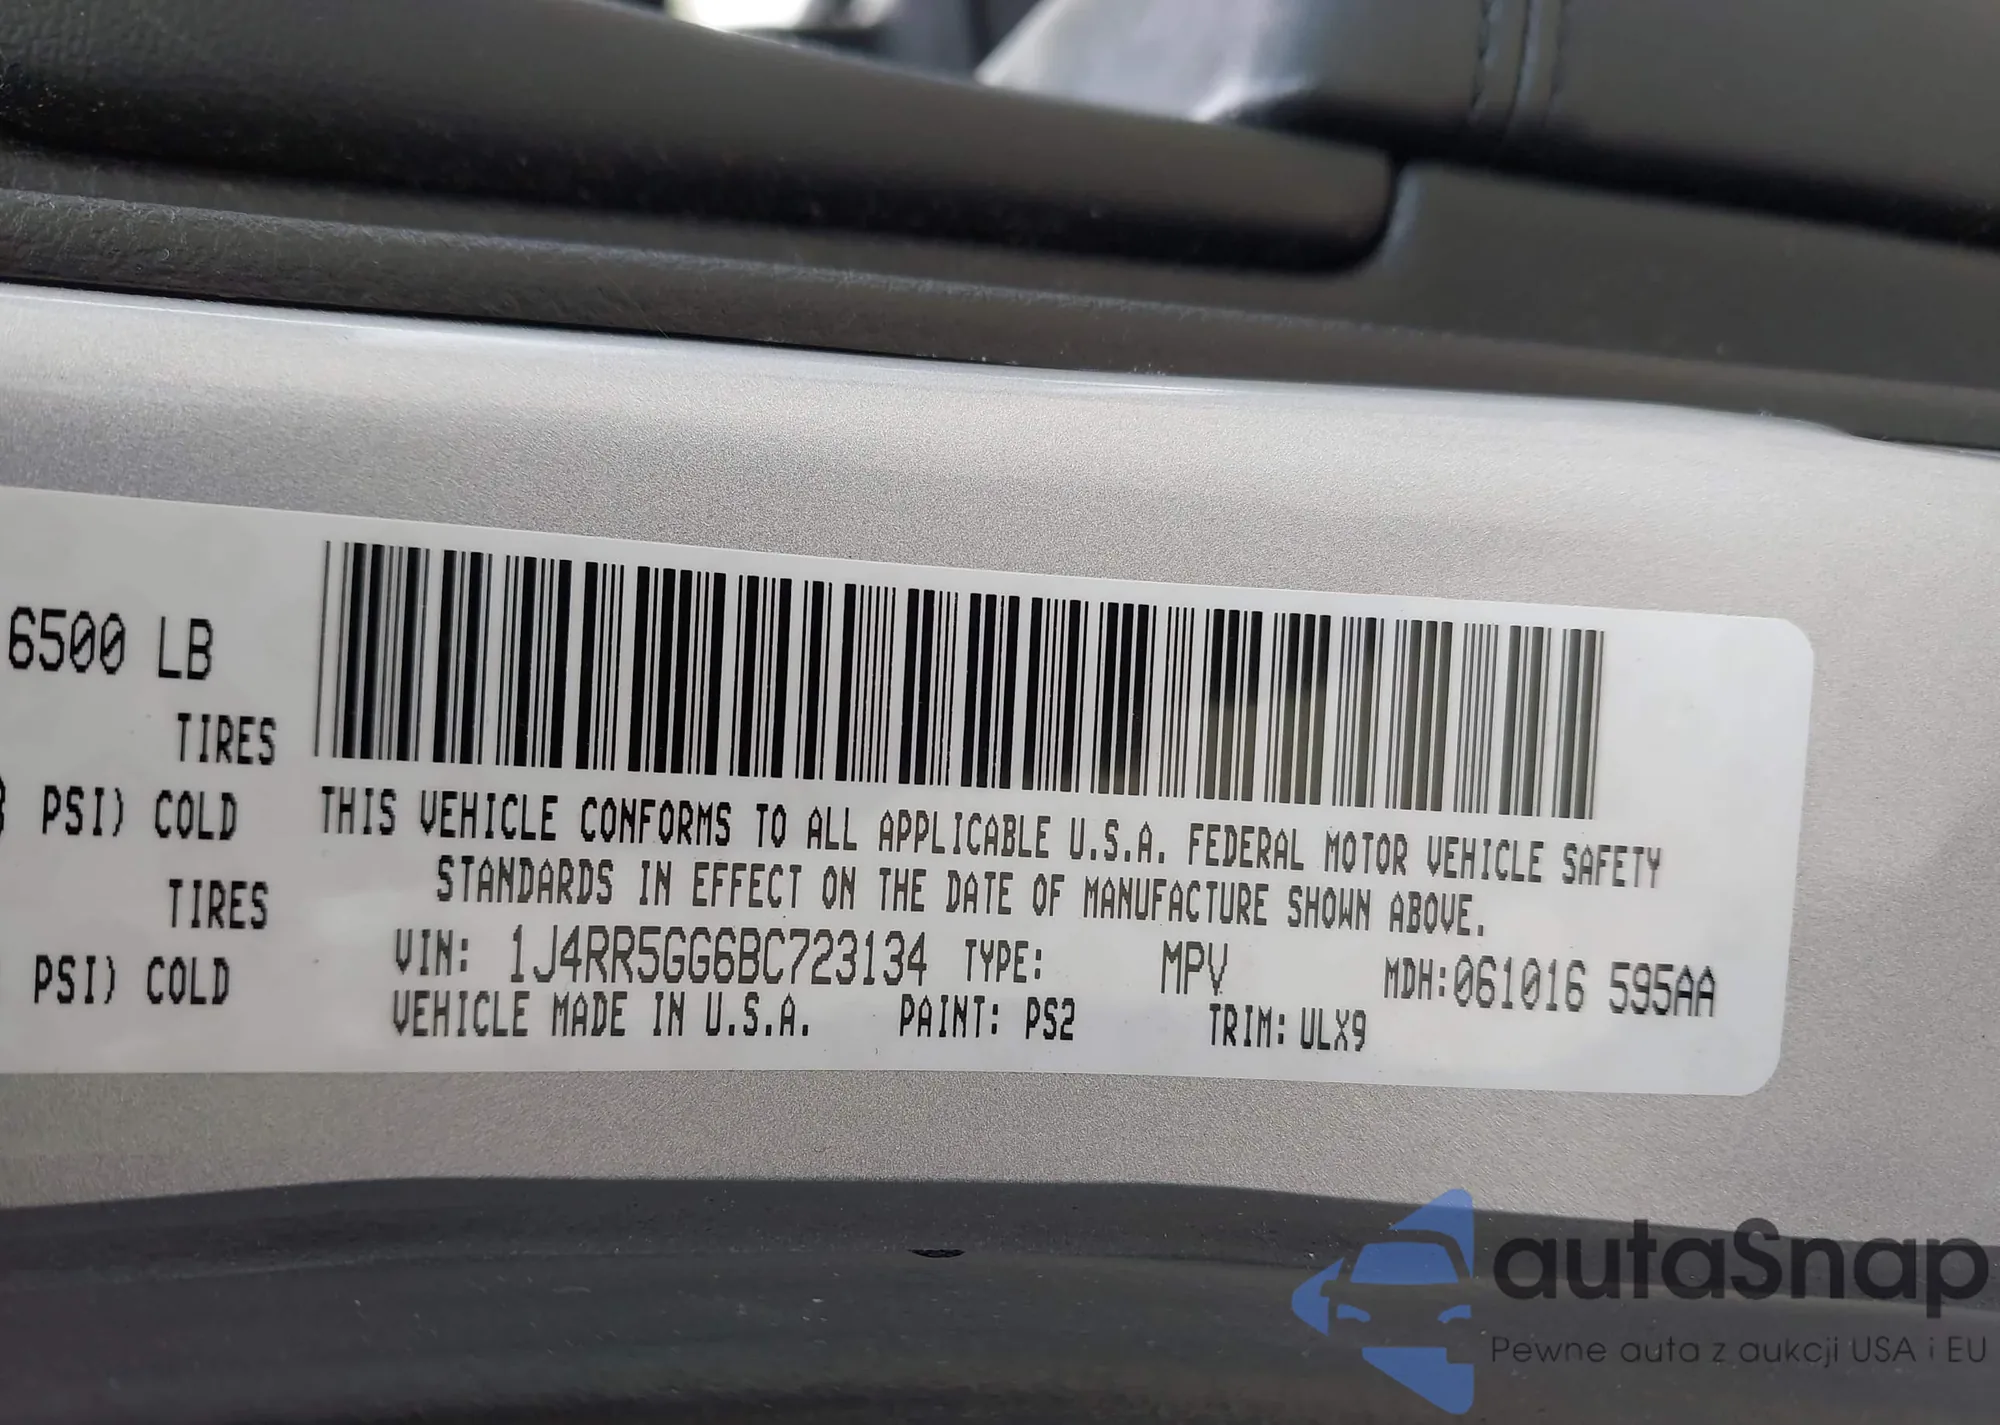 6500 LB
TIRES
PSI) COLD
TIRES
PSI) COLD
THIS VEHICLE CONFORMS TO ALL APPLICABLE U.S.A. FEDERAL MOTOR VEHICLE SAFETY
STANDARDS IN EFFECT ON THE DATE OF MANUFACTURE SHOWN ABOVE.
VIN: 1J4RR5GG6BC723134 TYPE: MPV MDH:061016 595AA
VEHICLE MADE IN U.S.A. PAINT: PS2 TRIM: ULX9
autaSnap
Pewne auta z aukcji USA i EU